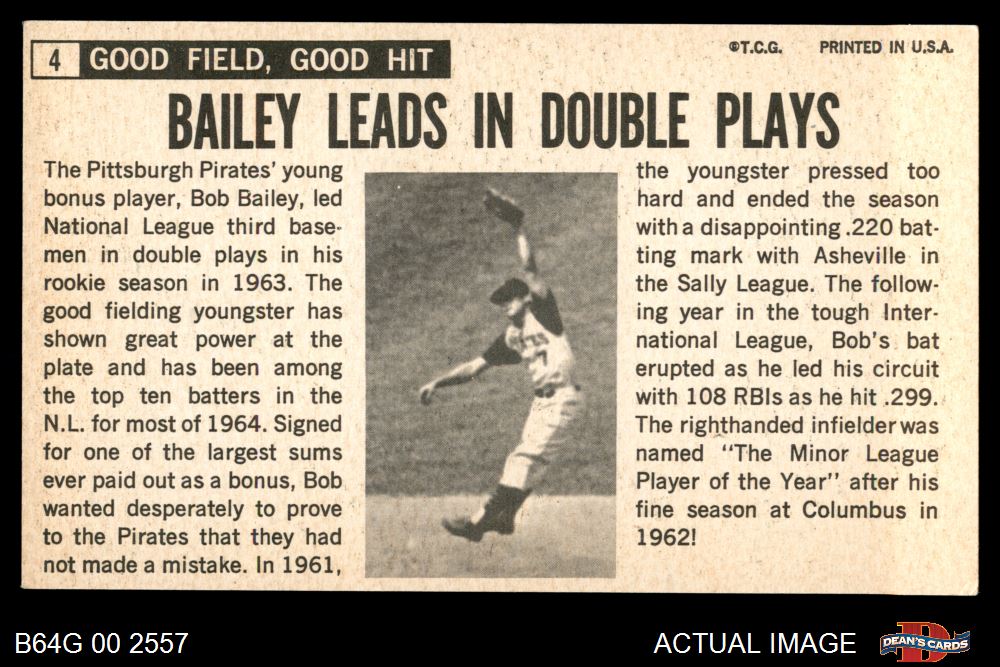 4 GOOD FIELD, GOOD HIT
©T.C.G. PRINTED IN U.S.A.
BAILEY LEADS IN DOUBLE PLAYS
The Pittsburgh Pirates' young
bonus player, Bob Bailey, led
National League third base-
men in double plays in his
rookie season in 1963. The
good fielding youngster has
shown great power at the
plate and has been among
the top ten batters in the
N.L. for most of 1964. Signed
for one of the largest sums
ever paid out as a bonus, Bob
wanted desperately to prove
to the Pirates that they had
not made a mistake. In 1961,
the youngster pressed too
hard and ended the season
with a disappointing .220 bat-
ting mark with Asheville in
the Sally League. The follow-
ing year in the tough Inter-
national League, Bob's bat
erupted as he led his circuit
with 108 RBIs as he hit .299.
The righthanded infielder was
named "The Minor League
Player of the Year" after his
fine season at Columbus in
1962!
B64G 00 2557
ACTUAL IMAGE
DEAN'S CARDS